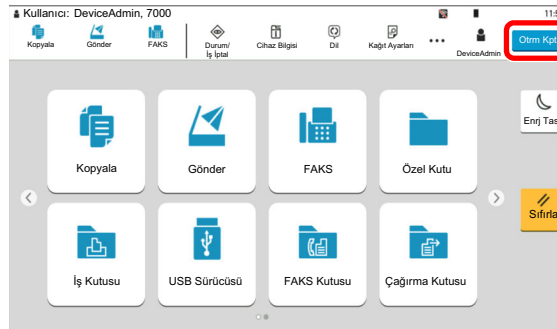 Kullanıcı: DeviceAdmin, 7000
Kopyala
Gönder
FAKS
Durum/
İş İptal
Cihaz Bilgisi
Dil
Kağıt Ayarları
DeviceAdmin
Otrm Kpt
Kopyala
Gönder
FAKS
Özel Kutu
Enrj Tas
Sıfırla
İş Kutusu
USB Sürücüsü
FAKS Kutusu
Çağırma Kutusu